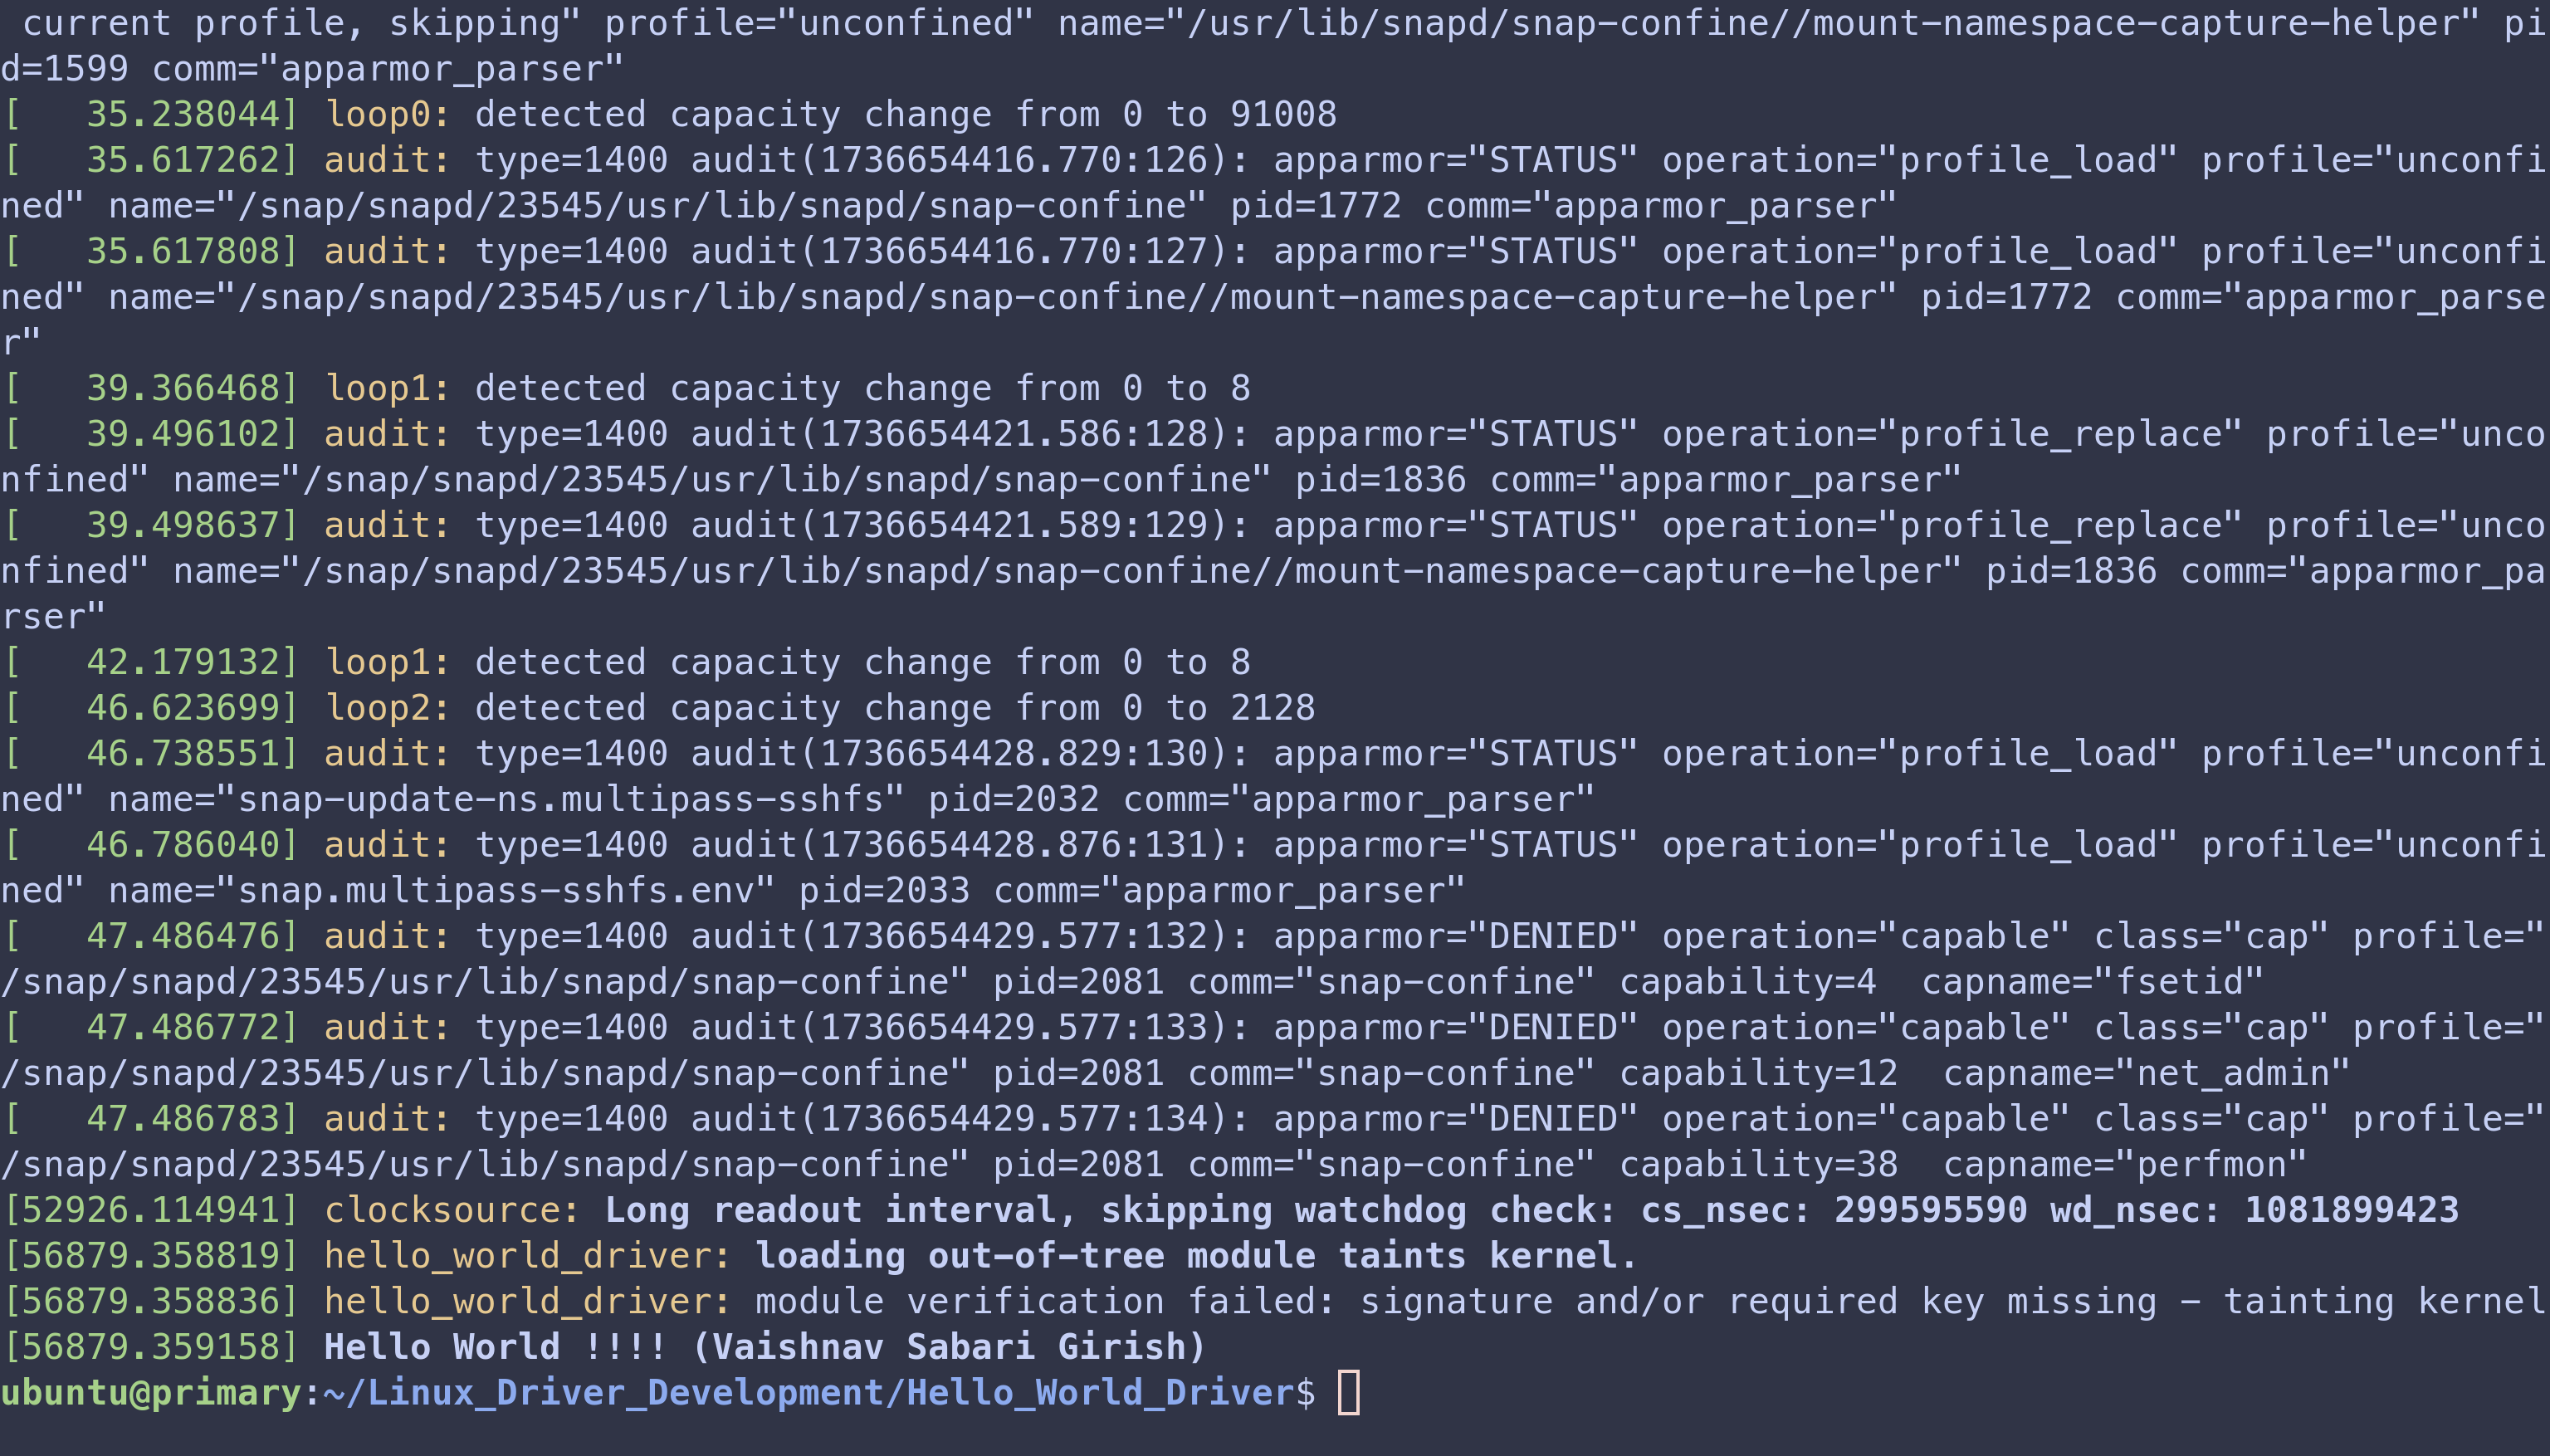 current profile, skipping" profile="unconfined" name="/usr/lib/snapd/snap-confine//mount-namespace-capture-helper" pi
d=1599 comm="apparmor_parser"
[   35.238044] loop0: detected capacity change from 0 to 91008
[   35.617262] audit: type=1400 audit(1736654416.770:126): apparmor="STATUS" operation="profile_load" profile="unconfi
ned" name="/snap/snapd/23545/usr/lib/snapd/snap-confine" pid=1772 comm="apparmor_parser"
[   35.617808] audit: type=1400 audit(1736654416.770:127): apparmor="STATUS" operation="profile_load" profile="unconfi
ned" name="/snap/snapd/23545/usr/lib/snapd/snap-confine//mount-namespace-capture-helper" pid=1772 comm="apparmor_parse
r"
[   39.366468] loop1: detected capacity change from 0 to 8
[   39.496102] audit: type=1400 audit(1736654421.586:128): apparmor="STATUS" operation="profile_replace" profile="unco
nfined" name="/snap/snapd/23545/usr/lib/snapd/snap-confine" pid=1836 comm="apparmor_parser"
[   39.498637] audit: type=1400 audit(1736654421.589:129): apparmor="STATUS" operation="profile_replace" profile="unco
nfined" name="/snap/snapd/23545/usr/lib/snapd/snap-confine//mount-namespace-capture-helper" pid=1836 comm="apparmor_pa
rser"
[   42.179132] loop1: detected capacity change from 0 to 8
[   46.623699] loop2: detected capacity change from 0 to 2128
[   46.738551] audit: type=1400 audit(1736654428.829:130): apparmor="STATUS" operation="profile_load" profile="unconfi
ned" name="snap-update-ns.multipass-sshfs" pid=2032 comm="apparmor_parser"
[   46.786040] audit: type=1400 audit(1736654428.876:131): apparmor="STATUS" operation="profile_load" profile="unconfi
ned" name="snap.multipass-sshfs.env" pid=2033 comm="apparmor_parser"
[   47.486476] audit: type=1400 audit(1736654429.577:132): apparmor="DENIED" operation="capable" class="cap" profile="
/snap/snapd/23545/usr/lib/snapd/snap-confine" pid=2081 comm="snap-confine" capability=4  capname="fsetid"
[   47.486772] audit: type=1400 audit(1736654429.577:133): apparmor="DENIED" operation="capable" class="cap" profile="
/snap/snapd/23545/usr/lib/snapd/snap-confine" pid=2081 comm="snap-confine" capability=12  capname="net_admin"
[   47.486783] audit: type=1400 audit(1736654429.577:134): apparmor="DENIED" operation="capable" class="cap" profile="
/snap/snapd/23545/usr/lib/snapd/snap-confine" pid=2081 comm="snap-confine" capability=38  capname="perfmon"
[52926.114941] clocksource: Long readout interval, skipping watchdog check: cs_nsec: 299595590 wd_nsec: 1081899423
[56879.358819] hello_world_driver: loading out-of-tree module taints kernel.
[56879.358836] hello_world_driver: module verification failed: signature and/or required key missing - tainting kernel
[56879.359158] Hello World !!!! (Vaishnav Sabari Girish)
ubuntu@primary:~/Linux_Driver_Development/Hello_World_Driver$